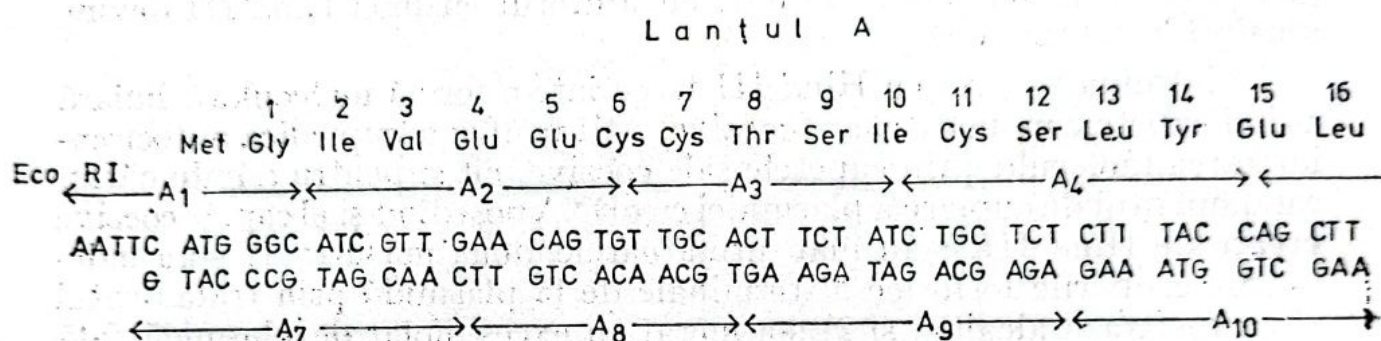 Lanțul A
1 2 3 4 5 6 7 8 9 10 11 12 13 14 15 16
Met Gly Ile Val Glu Glu Cys Cys Thr Ser Ile Cys Ser Leu Tyr Glu Leu
Eco RI
A1 A2 A3 A4
AATTC ATG GGC ATC GTT GAA CAG TGT TGC ACT TCT ATC TGC TCT CTT TAC CAG CTT
G TAC CCG TAG CAA CTT GTC ACA ACG TGA AGA TAG ACG AGA GAA ATG GTC GAA
A7 A8 A9 A10